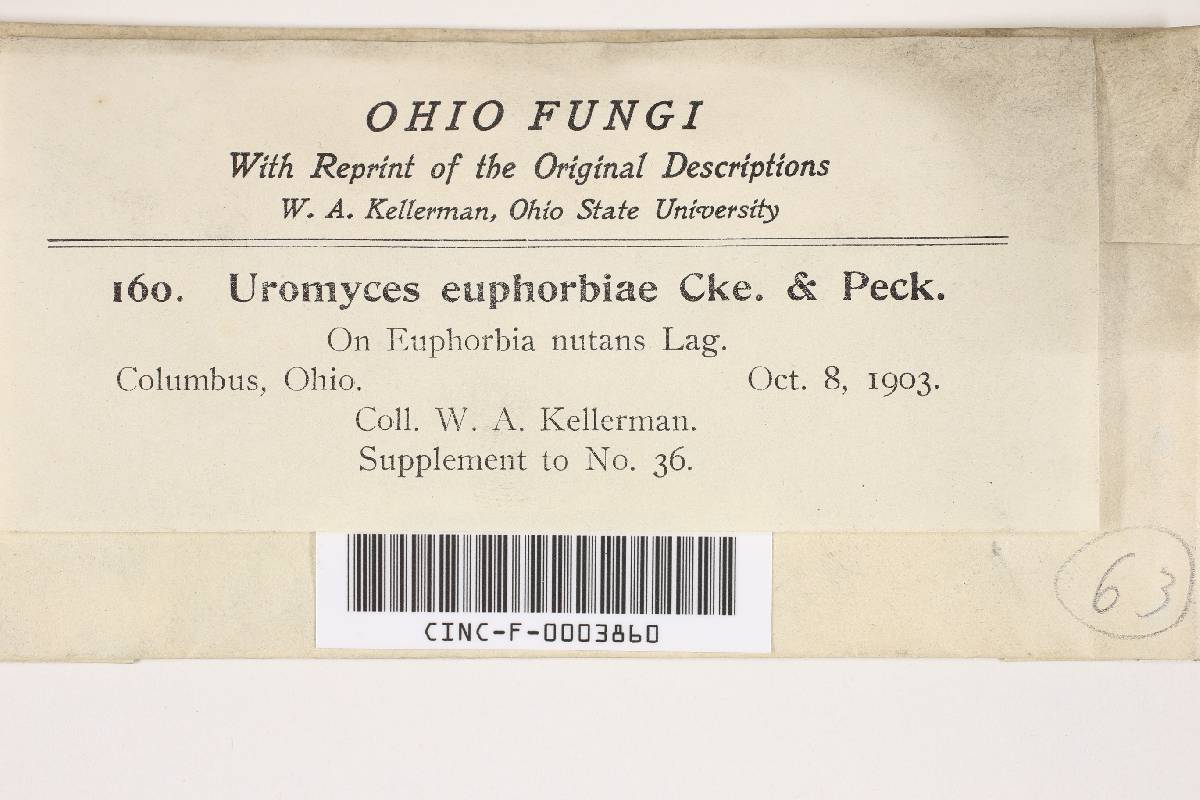 OHIO FUNGI
With Reprint of the Original Descriptions
W. A. Kellerman, Ohio State University
160. Uromyces euphorbiae Cke. & Peck.
On Euphorbia nutans Lag.
Columbus, Ohio. Oct. 8, 1903.
Coll. W. A. Kellerman.
Supplement to No. 36.
CINC-F-0003860
63